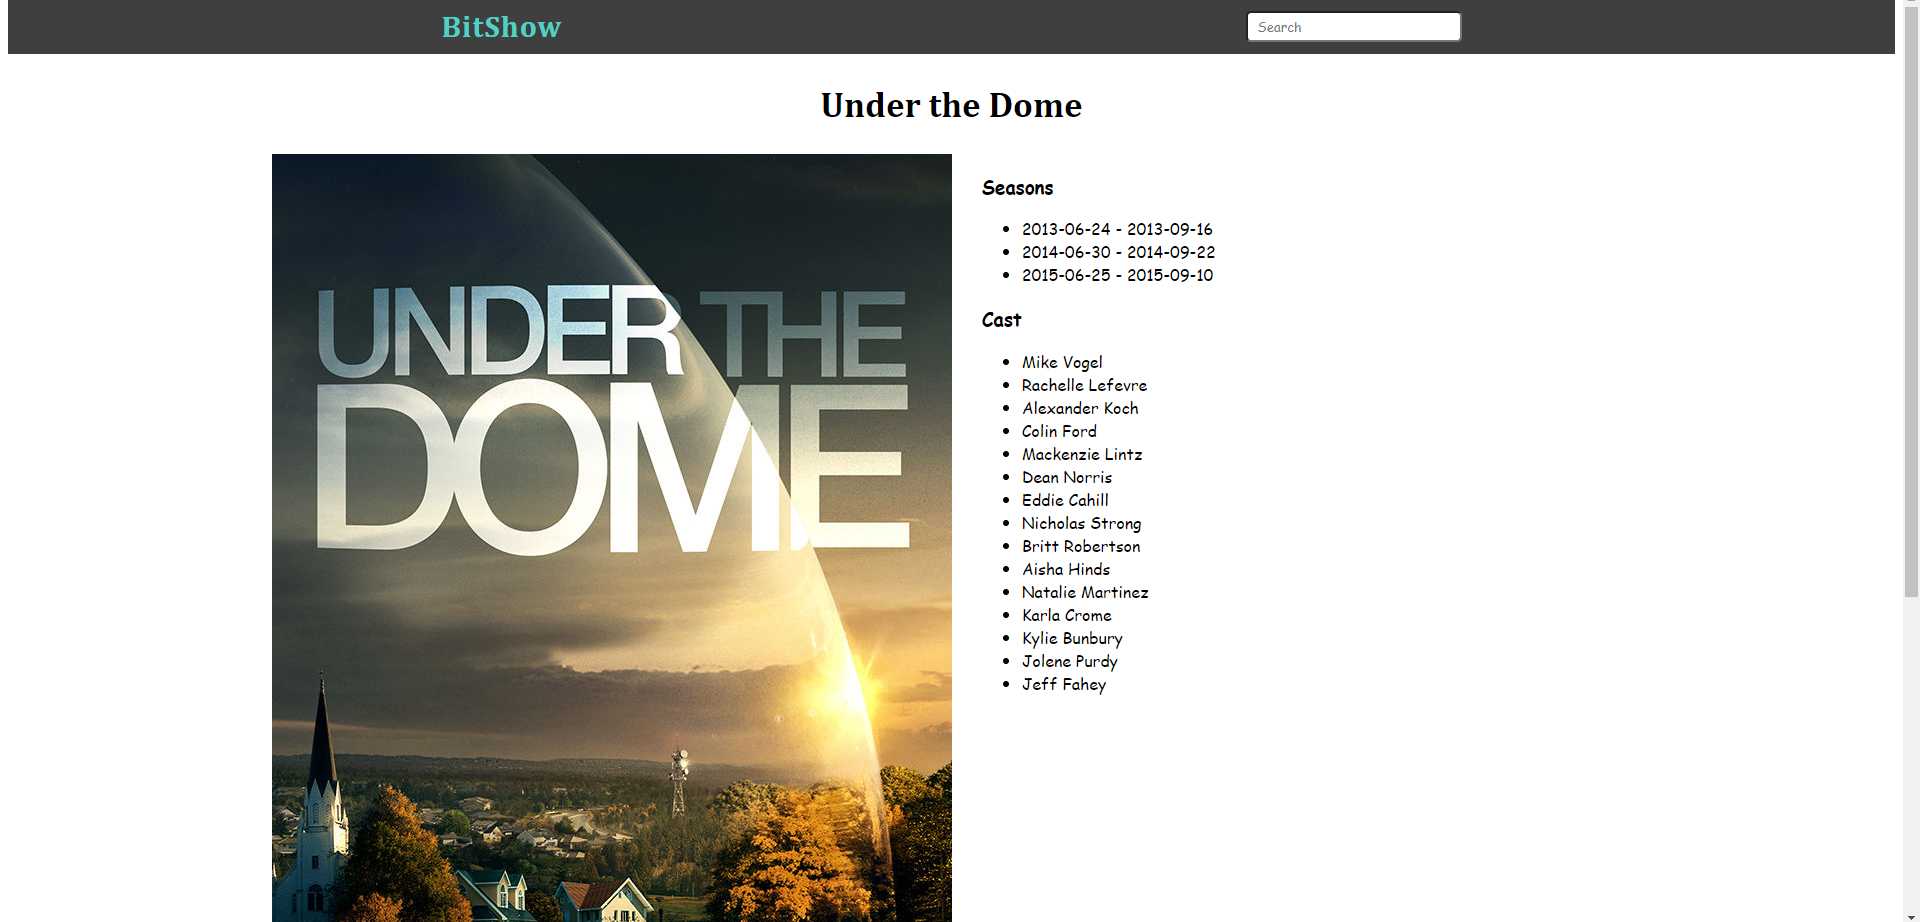 BitShow
Search
Under the Dome
UNDER THE
DOME
Seasons
2013-06-24 - 2013-09-16
2014-06-30 - 2014-09-22
2015-06-25 - 2015-09-10
Cast
Mike Vogel
Rachelle Lefevre
Alexander Koch
Colin Ford
Mackenzie Lintz
Dean Norris
Eddie Cahill
Nicholas Strong
Britt Robertson
Aisha Hinds
Natalie Martinez
Karla Crome
Kylie Bunbury
Jolene Purdy
Jeff Fahey